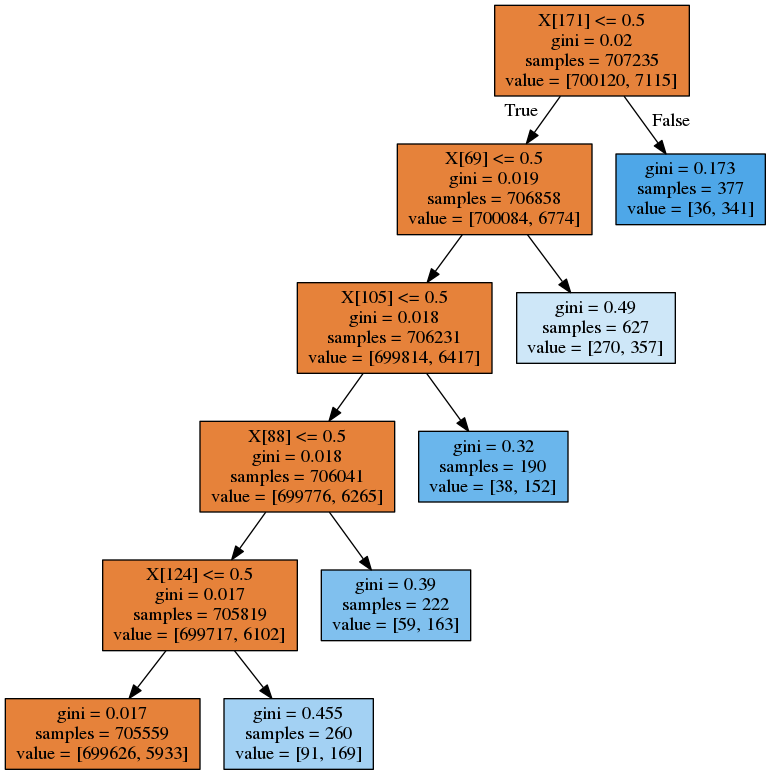 X[171] <= 0.5
gini = 0.02
samples = 707235
value = [700120, 7115]
True
False
X[69] <= 0.5
gini = 0.019
samples = 706858
value = [700084, 6774]
gini = 0.173
samples = 377
value = [36, 341]
X[105] <= 0.5
gini = 0.018
samples = 706231
value = [699814, 6417]
gini = 0.49
samples = 627
value = [270, 357]
X[88] <= 0.5
gini = 0.018
samples = 706041
value = [699776, 6265]
gini = 0.32
samples = 190
value = [38, 152]
X[124] <= 0.5
gini = 0.017
samples = 705819
value = [699717, 6102]
gini = 0.39
samples = 222
value = [59, 163]
gini = 0.017
samples = 705559
value = [699626, 5933]
gini = 0.455
samples = 260
value = [91, 169]